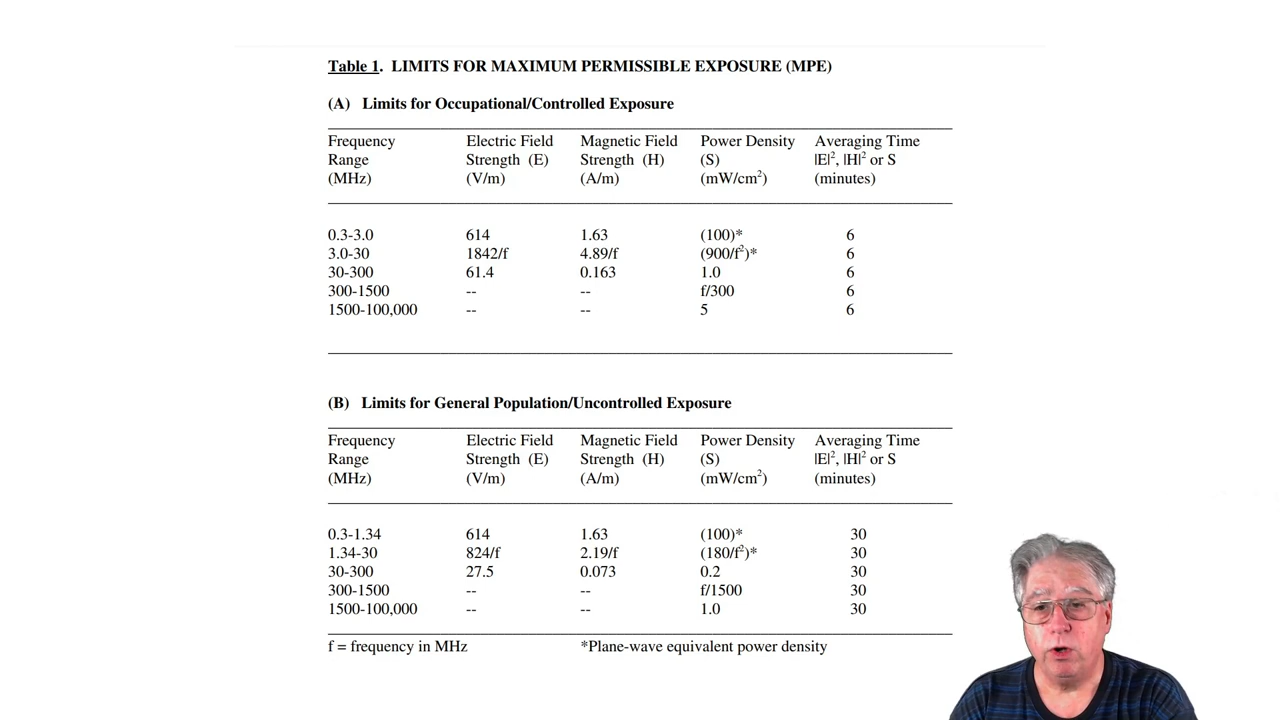 Table 1. LIMITS FOR MAXIMUM PERMISSIBLE EXPOSURE (MPE)
(A) Limits for Occupational/Controlled Exposure
Frequency Electric Field Magnetic Field Power Density Averaging Time
Range Strength (E) Strength (H) (S) |E|², |H|² or S
(MHz) (V/m) (A/m) (mW/cm²) (minutes)
0.3-3.0 614 1.63 (100)* 6
3.0-30 1842/f 4.89/f (900/f²)* 6
30-300 61.4 0.163 1.0 6
300-1500 -- -- f/300 6
1500-100,000 -- -- 5 6
(B) Limits for General Population/Uncontrolled Exposure
Frequency Electric Field Magnetic Field Power Density Averaging Time
Range Strength (E) Strength (H) (S) |E|², |H|² or S
(MHz) (V/m) (A/m) (mW/cm²) (minutes)
0.3-1.34 614 1.63 (100)* 30
1.34-30 824/f 2.19/f (180/f²)* 30
30-300 27.5 0.073 0.2 30
300-1500 -- -- f/1500 30
1500-100,000 -- -- 1.0 30
f = frequency in MHz *Plane-wave equivalent power density